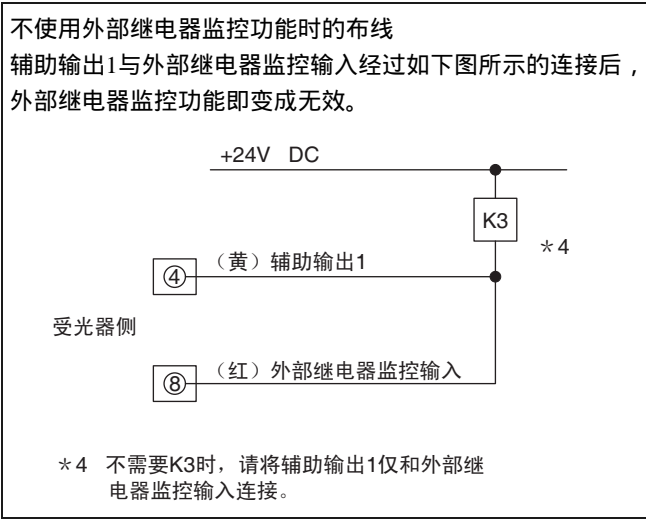 不使用外部继电器监控功能时的布线
辅助输出1与外部继电器监控输入经过如下图所示的连接后，
外部继电器监控功能即变成无效。
+24V DC
K3
＊4
④
（黄）辅助输出1
受光器侧
⑧
（红）外部继电器监控输入
＊4 不需要K3时，请将辅助输出1仅和外部继
电器监控输入连接。